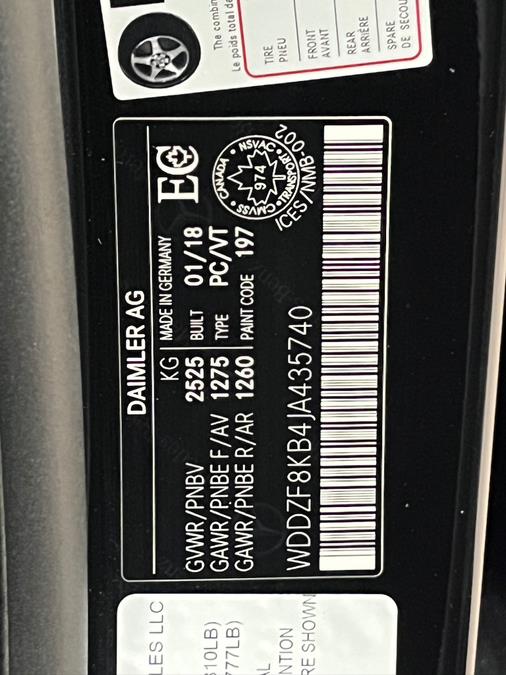 DAIMLER AG
KG MADE IN GERMANY
GVWR/PNBV 2525 BUILT 01/18
GAWR/PNBE F/AV 1275 TYPE PC/VT
GAWR/PNBE R/AR 1260 PAINT CODE 197
WDDZF8KB4JA435740
EC
CANADA • NSVAC • TRANSPORT • CMVSS
974
ICES/NMB-002
The combin
Le poids total de
TIRE
PNEU
FRONT
AVANT
REAR
ARRIÈRE
SPARE
DE SECOU
LES LLC
310LB)
777LB)
AL
NTION
RE SHOWN